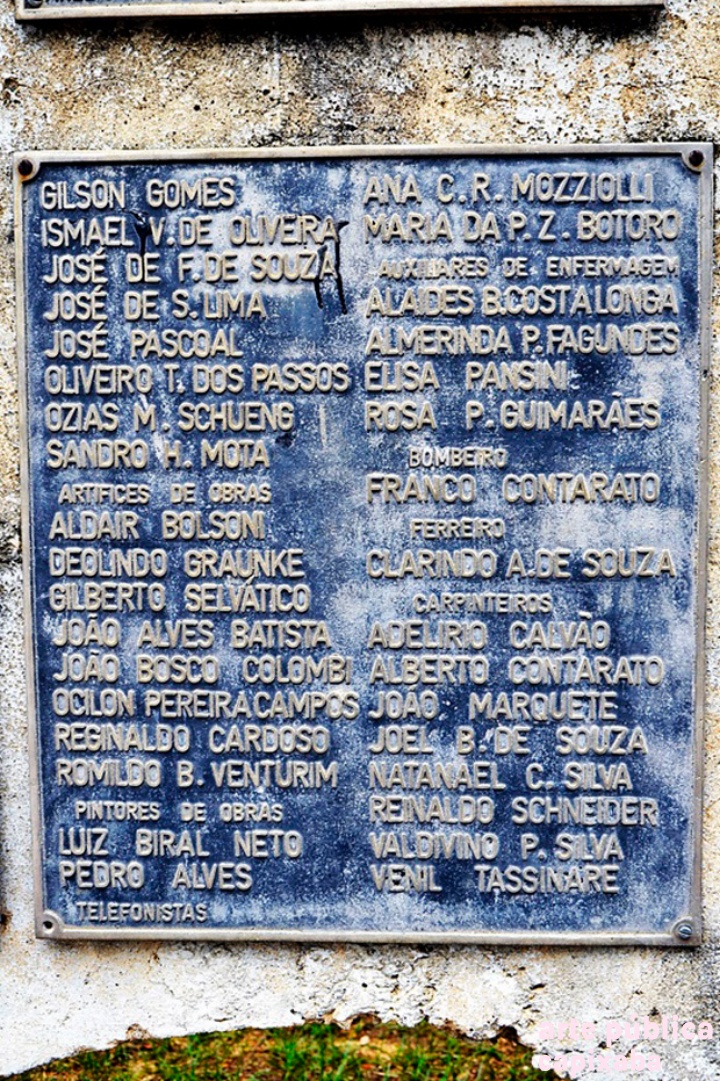 GILSON GOMES
ISMAEL V. DE OLIVEIRA
JOSÉ DE F. DE SOUZA
JOSÉ DE S. LIMA
JOSÉ PASCOAL
OLIVEIRO T. DOS PASSOS
OZIAS M. SCHUENG
SANDRO H. MOTA
ARTIFICES DE OBRAS
ALDAIR BOLSONI
DEOLINDO GRAUNKE
GILBERTO SELVÁTICO
JOÃO ALVES BATISTA
JOÃO BOSCO COLOMBI
OCILON PEREIRA CAMPOS
REGINALDO CARDOSO
ROMILDO B. VENTURIM
PINTORES DE OBRAS
LUIZ BIRAL NETO
PEDRO ALVES
TELEFONISTAS
ANA C. R. MOZZIOLLI
MARIA DA P. Z. BOTORO
AUXILARES DE ENFERMAGEM
ALAIDES B. COSTALONGA
ALMERINDA P. FAGUNDES
ELISA PANSINI
ROSA P. GUIMARÃES
BOMBEIRO
FRANCO CONTARATO
FERREIRO
CLARINDO A. DE SOUZA
CARPINTEIROS
ADELIRIO CALVÃO
ALBERTO CONTARATO
JOÃO MARQUETE
JOEL B. DE SOUZA
NATANAEL C. SILVA
REINALDO SCHNEIDER
VALDIVINO P. SILVA
VENIL TASSINARE
arte pública
capixaba